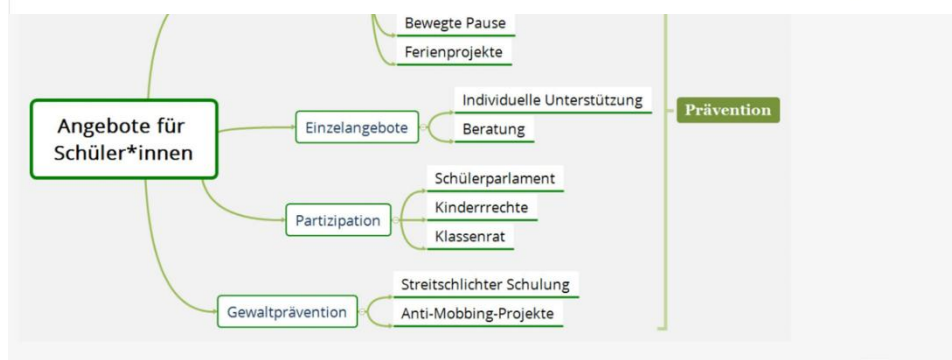 Bewegte Pause
Ferienprojekte
Angebote für
Schüler*innen
Einzelangebote
Individuelle Unterstützung
Beratung
Prävention
Partizipation
Schülerparlament
Kinderrrechte
Klassenrat
Gewaltprävention
Streitschlichter Schulung
Anti-Mobbing-Projekte